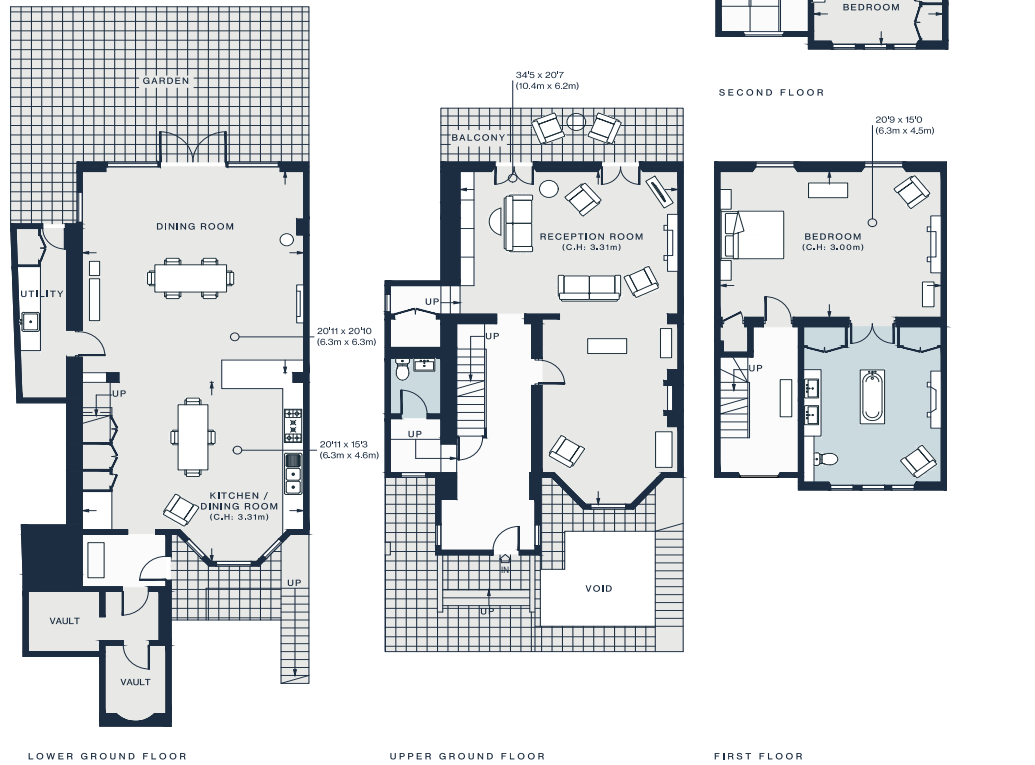 BEDROOM
SECOND FLOOR
GARDEN
DINING ROOM
UTILITY
20'11 x 20'10
(6.3m x 6.3m)
UP
20'11 x 15'3
(6.3m x 4.6m)
KITCHEN /
DINING ROOM
(C.H: 3.31m)
UP
VAULT
VAULT
LOWER GROUND FLOOR
34'5 x 20'7
(10.4m x 6.2m)
BALCONY
RECEPTION ROOM
(C.H: 3.31m)
UP
UP
UP
IN
UP
VOID
UPPER GROUND FLOOR
20'9 x 15'0
(6.3m x 4.5m)
BEDROOM
(C.H: 3.00m)
UP
FIRST FLOOR